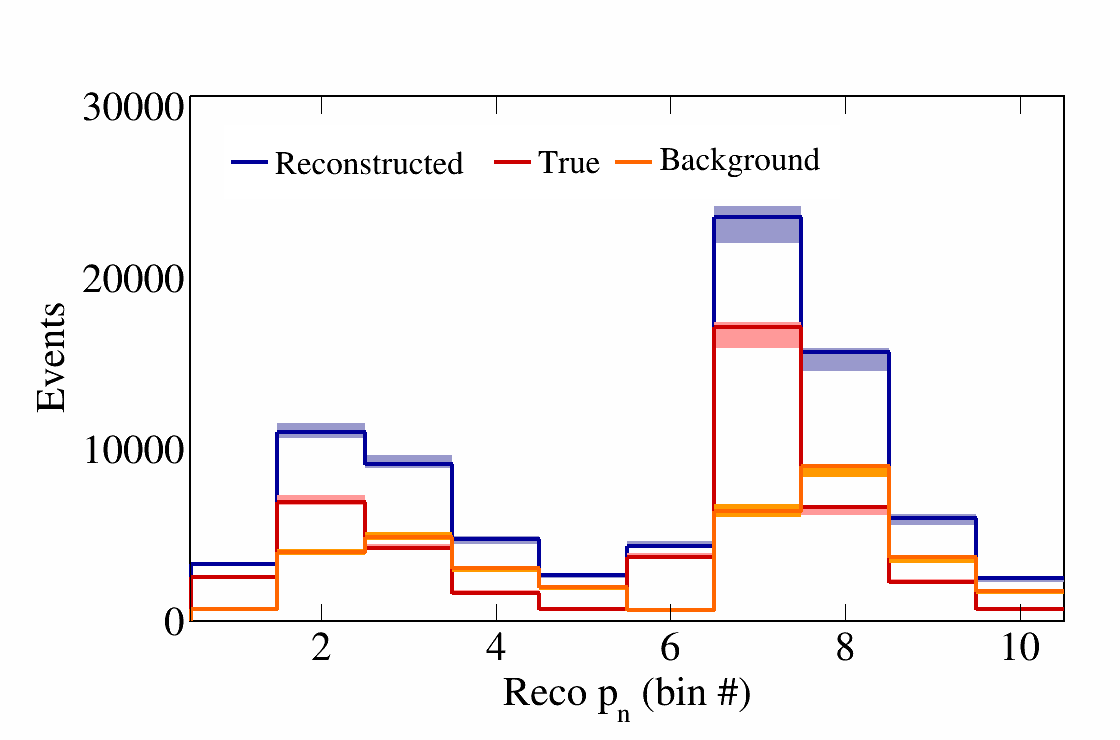 30000
Reconstructed True Background
20000
10000
0
Events
2 4 6 8 10
Reco p_n (bin #)